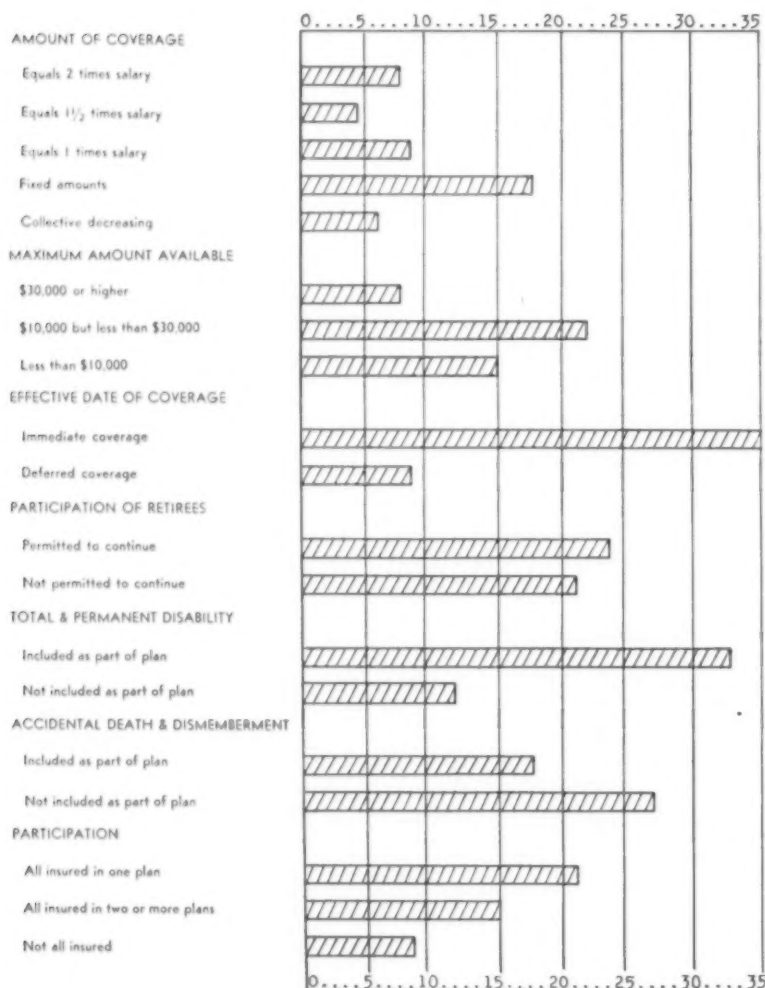 0....5....10....15....20....25....30....35
AMOUNT OF COVERAGE
Equals 2 times salary
Equals 1½ times salary
Equals 1 times salary
Fixed amounts
Collective decreasing
MAXIMUM AMOUNT AVAILABLE
$30,000 or higher
$10,000 but less than $30,000
Less than $10,000
EFFECTIVE DATE OF COVERAGE
Immediate coverage
Deferred coverage
PARTICIPATION OF RETIREES
Permitted to continue
Not permitted to continue
TOTAL & PERMANENT DISABILITY
Included as part of plan
Not included as part of plan
ACCIDENTAL DEATH & DISMEMBERMENT
Included as part of plan
Not included as part of plan
PARTICIPATION
All insured in one plan
All insured in two or more plans
Not all insured
0....5....10....15....20....25....30....35